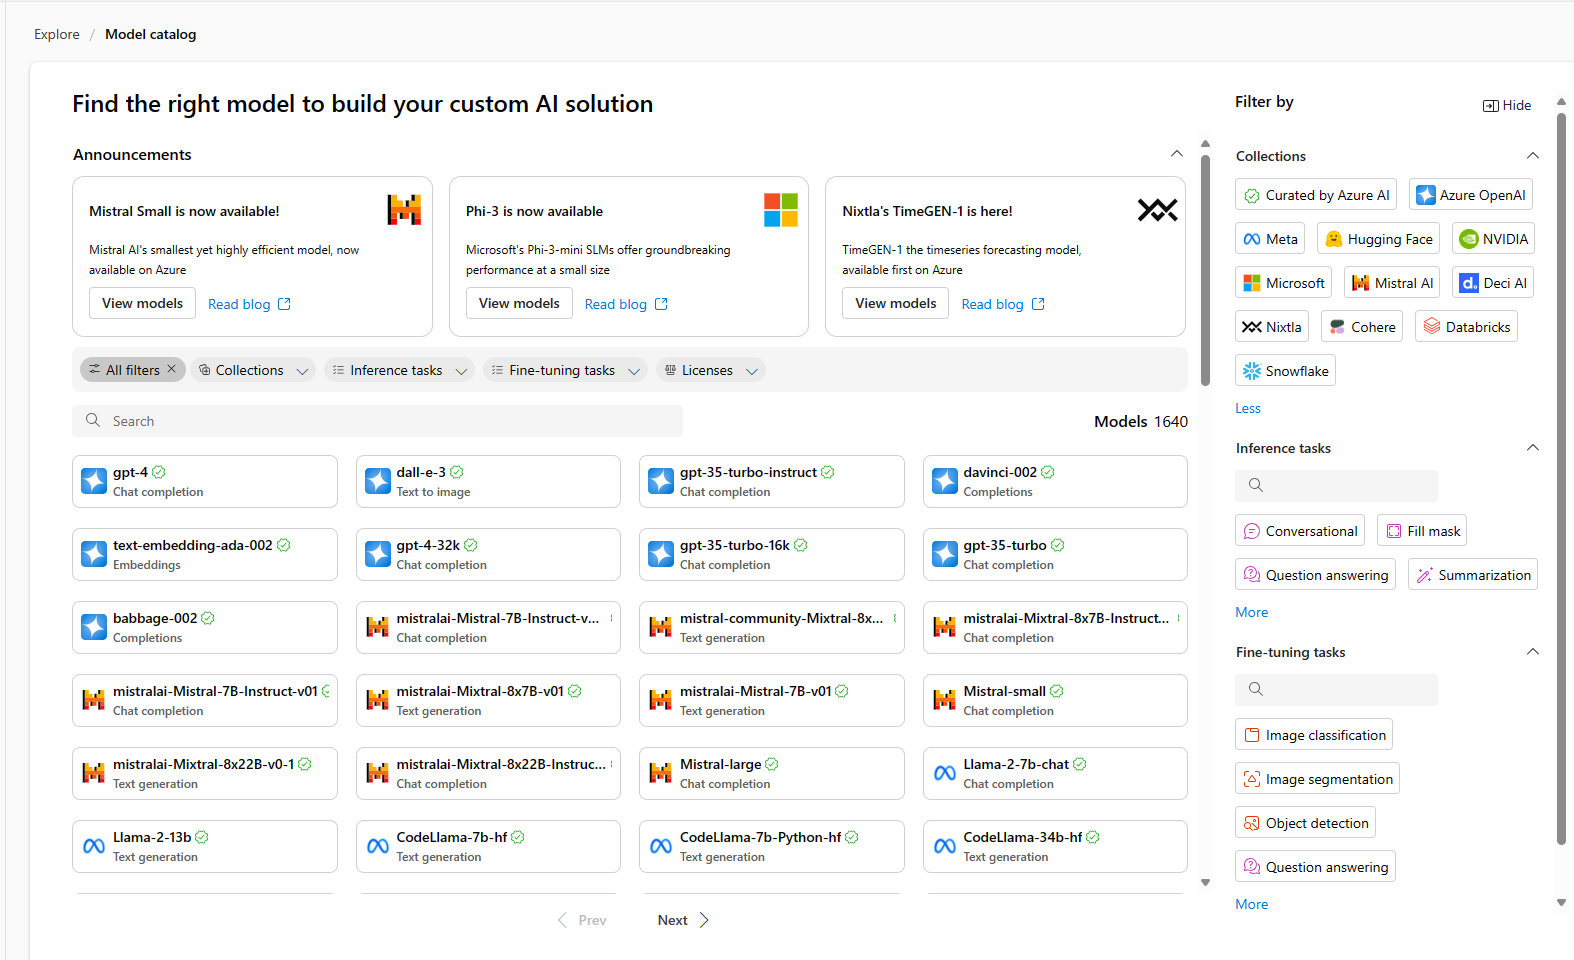 Explore / Model catalog
Find the right model to build your custom AI solution
Announcements
Mistral Small is now available!
Mistral AI's smallest yet highly efficient model, now
available on Azure
View models Read blog
Phi-3 is now available
Microsoft's Phi-3-mini SLMs offer groundbreaking
performance at a small size
View models Read blog
Nixtla's TimeGEN-1 is here!
TimeGEN-1 the timeseries forecasting model,
available first on Azure
View models Read blog
All filters Collections Inference tasks Fine-tuning tasks Licenses
Search
Models 1640
gpt-4
Chat completion
dall-e-3
Text to image
gpt-35-turbo-instruct
Chat completion
davinci-002
Completions
text-embedding-ada-002
Embeddings
gpt-4-32k
Chat completion
gpt-35-turbo-16k
Chat completion
gpt-35-turbo
Chat completion
babbage-002
Completions
mistralai-Mistral-7B-Instruct-v...
Chat completion
mistral-community-Mixtral-8x...
Text generation
mistralai-Mixtral-8x7B-Instruct...
Chat completion
mistralai-Mistral-7B-Instruct-v01
Chat completion
mistralai-Mixtral-8x7B-v01
Text generation
mistralai-Mistral-7B-v01
Text generation
Mistral-small
Chat completion
mistralai-Mixtral-8x22B-v0-1
Text generation
mistralai-Mixtral-8x22B-Instruc...
Chat completion
Mistral-large
Chat completion
Llama-2-7b-chat
Chat completion
Llama-2-13b
Text generation
CodeLlama-7b-hf
Text generation
CodeLlama-7b-Python-hf
Text generation
CodeLlama-34b-hf
Text generation
Prev Next
Filter by Hide
Collections
Curated by Azure AI Azure OpenAI
Meta Hugging Face NVIDIA
Microsoft Mistral AI d. Deci AI
Nixtla Cohere Databricks
Snowflake
Less
Inference tasks
Conversational Fill mask
Question answering Summarization
More
Fine-tuning tasks
Image classification
Image segmentation
Object detection
Question answering
More